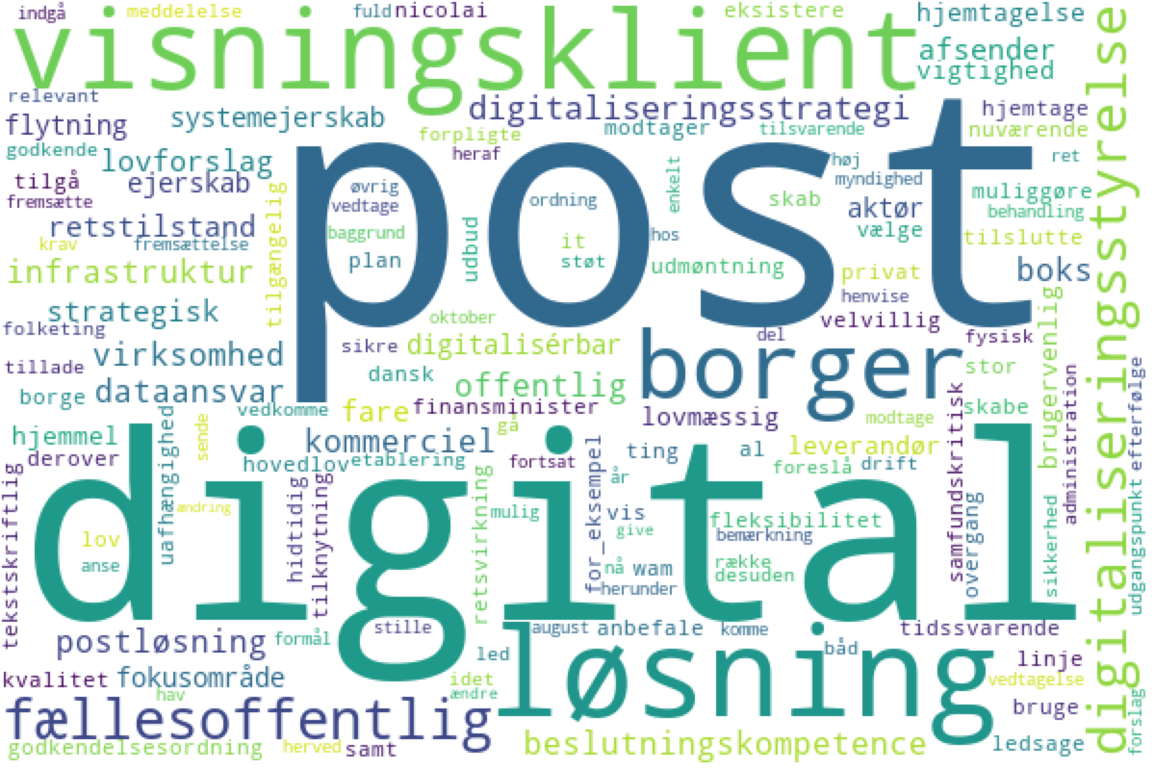 indgå
meddelelse
fuld
nicolai
eksistere
hjemtagelse
visningsklient
afsender
vigtighed
relevant
digitaliseringsstrategi
hjemtage
flytning
systemejerskab
forpligte
modtager
tilsvarende
nuværende
godkende
lovforslag
heraf
høj
ret
tilgå
ejerskab
øvrig
enkelt
myndighed
muliggøre
fremsætte
vedtage
ordning
skab
aktør
behandling
retstilstand
tilgængelig
baggrund
post
hos
vælge
tilslutte
krav
fremsættelse
it
infrastruktur
plan
udbud
støt
udmøntning
privat
boks
strategisk
henvise
oktober
velvillig
folketing
sikre
digitalisérbar
del
fysisk
virksomhed
tillade
dansk
borger
stor
borge
dataansvar
offentlig
brugervenlig
digitaliseringsstyrelse
vedkomme
fare
finansminister
lovmæssig
modtage
skabe
administration
efterfølge
hjemmel
uafhængighed
sende
kommerciel
gå
ting
al
leverandør
samfundskritisk
derover
hovedlov
etablering
fortsat
foreslå
drift
digital
tekstskriftlig
hidtidig
tilknytning
retsvirkning
år
for_eksempel
ændring
mulig
vis
fleksibilitet
overgang
lov
give
bemærkning
anse
nå
wam
række
desuden
herunder
sikkerhed
udgangspunkt
stille
august
anbefale
komme
tidssvarende
postløsning
formål
båd
led
løsning
linje
kvalitet
fokusområde
idet
vedtagelse
hav
ændre
fællesoffentlig
bruge
forslag
godkendelsesordning
herved
samt
beslutningskompetence
ledsage